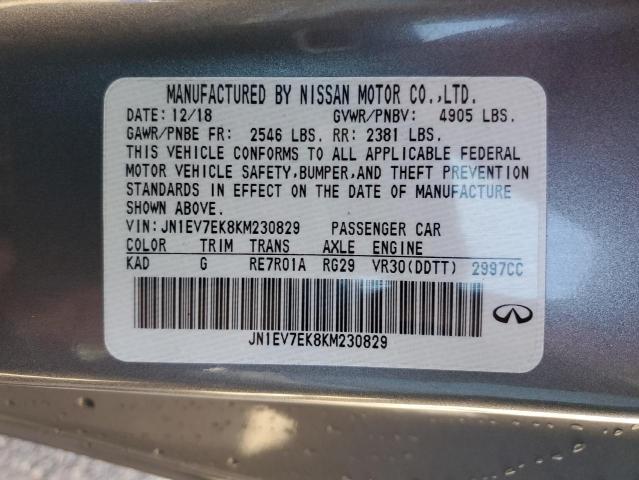 MANUFACTURED BY NISSAN MOTOR CO.,LTD.
DATE: 12/18 GVWR/PNBV: 4905 LBS.
GAWR/PNBE FR: 2546 LBS. RR: 2381 LBS.
THIS VEHICLE CONFORMS TO ALL APPLICABLE FEDERAL
MOTOR VEHICLE SAFETY,BUMPER,AND THEFT PREVENTION
STANDARDS IN EFFECT ON THE DATE OF MANUFACTURE
SHOWN ABOVE.
VIN: JN1EV7EK8KM230829 PASSENGER CAR
COLOR TRIM TRANS AXLE ENGINE
KAD G RE7R01A RG29 VR30(DDTT) 2997CC
JN1EV7EK8KM230829